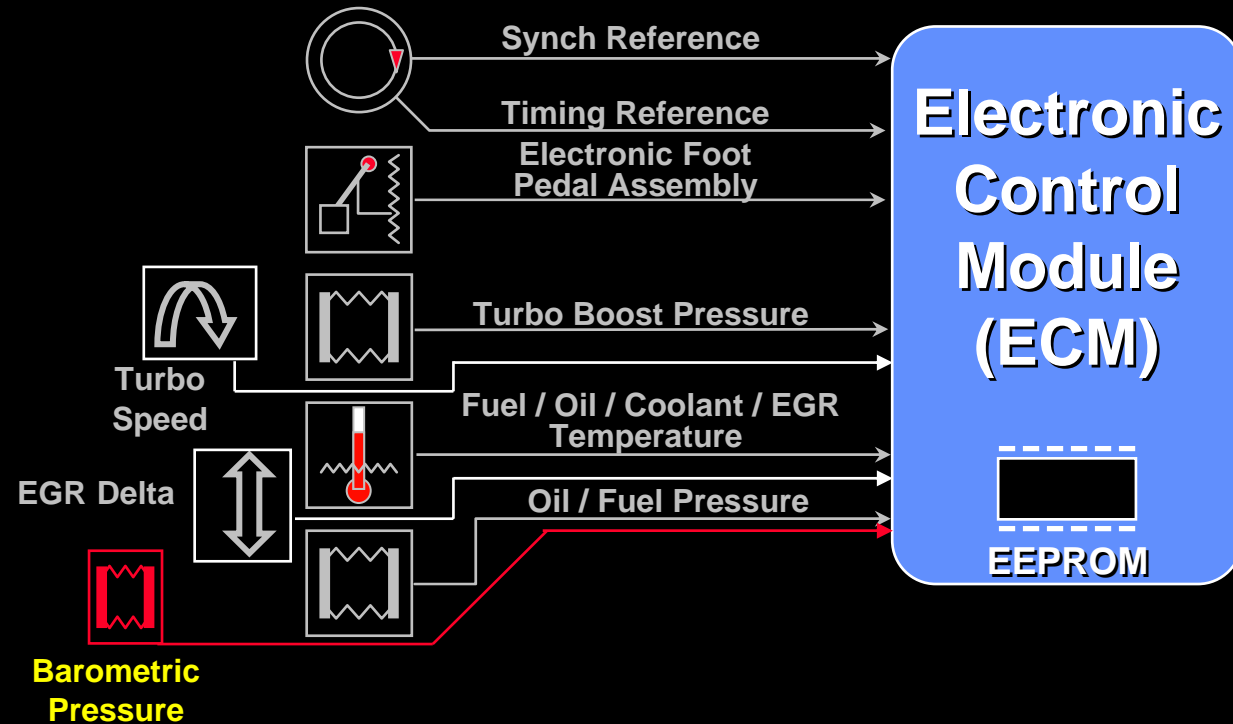 Synch Reference
Timing Reference
Electronic Foot
Pedal Assembly
Turbo Boost Pressure
Turbo
Speed
Fuel / Oil / Coolant / EGR
Temperature
EGR Delta
Oil / Fuel Pressure
Barometric
Pressure
Electronic
Control
Module
(ECM)
EEPROM